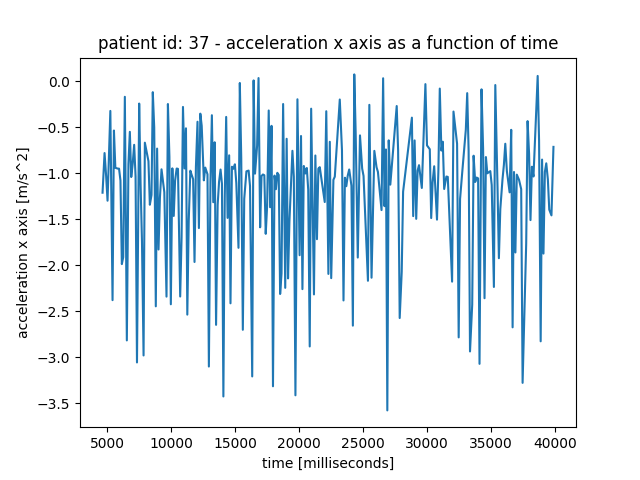 patient id: 37 - acceleration x axis as a function of time
0.0
−0.5
−1.0
−1.5
−2.0
−2.5
−3.0
−3.5
acceleration x axis [m/s^2]
5000 10000 15000 20000 25000 30000 35000 40000
time [milliseconds]